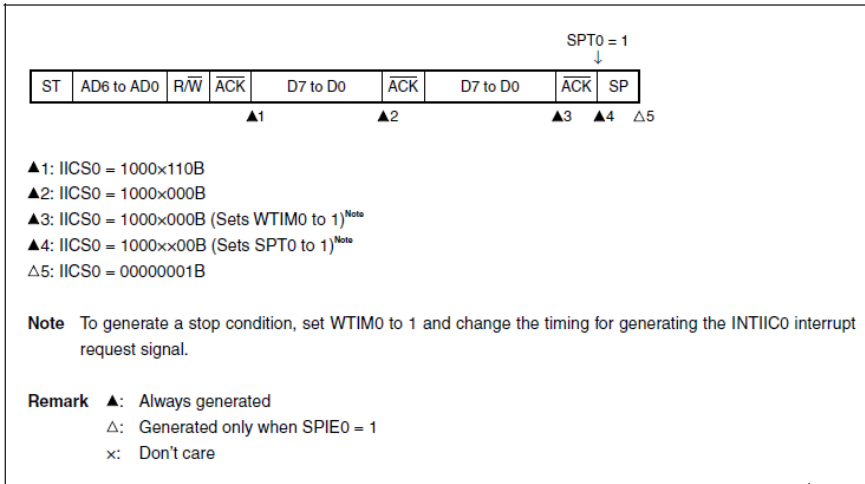 SPT0 = 1
↓
ST AD6 to AD0 R/W̅ A̅C̅K̅ D7 to D0 A̅C̅K̅ D7 to D0 A̅C̅K̅ SP
▲1 ▲2 ▲3 ▲4 △5
▲1: IICS0 = 1000×110B
▲2: IICS0 = 1000×000B
▲3: IICS0 = 1000×000B (Sets WTIM0 to 1)Note
▲4: IICS0 = 1000××00B (Sets SPT0 to 1)Note
△5: IICS0 = 00000001B
Note To generate a stop condition, set WTIM0 to 1 and change the timing for generating the INTIIC0 interrupt
request signal.
Remark ▲: Always generated
△: Generated only when SPIE0 = 1
×: Don't care